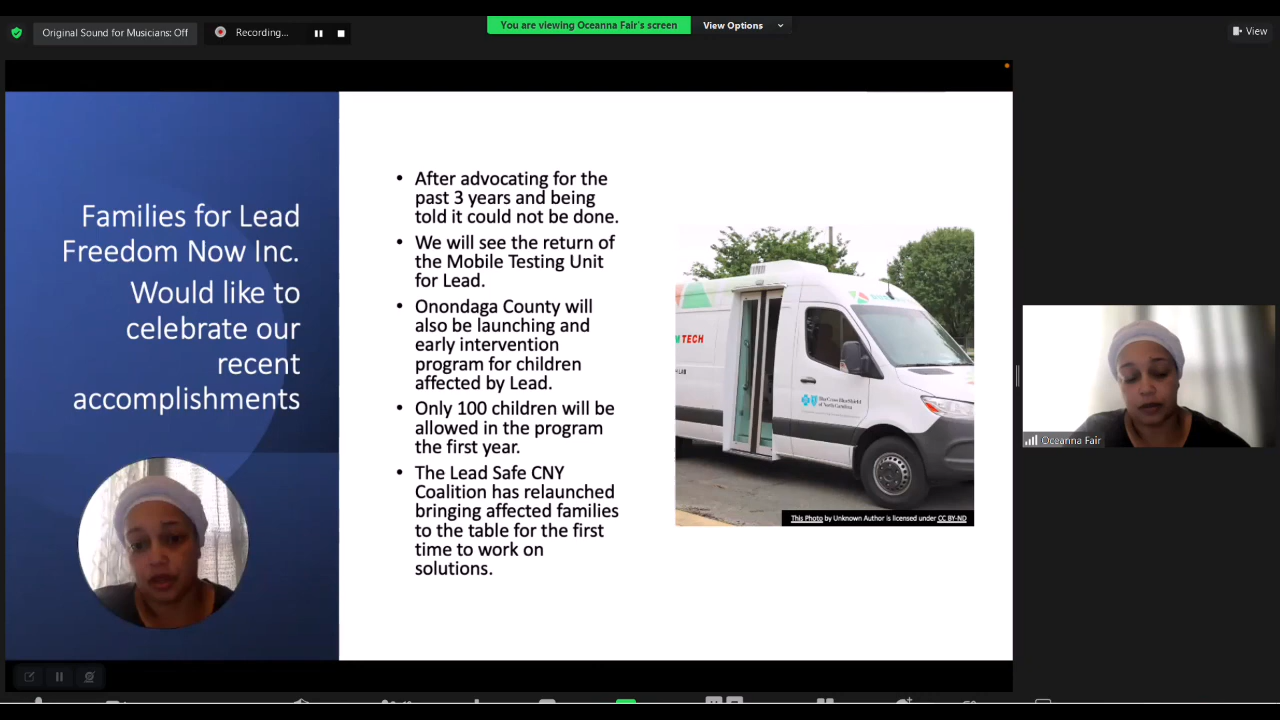 You are viewing Oceanna Fair's screen
View Options
Original Sound for Musicians: Off
Recording...
View
Families for Lead
Freedom Now Inc.
Would like to
celebrate our
recent
accomplishments
• After advocating for the
past 3 years and being
told it could not be done.
• We will see the return of
the Mobile Testing Unit
for Lead.
• Onondaga County will
also be launching and
early intervention
program for children
affected by Lead.
• Only 100 children will be
allowed in the program
the first year.
• The Lead Safe CNY
Coalition has relaunched
bringing affected families
to the table for the first
time to work on
solutions.
TECH
LAB
BlueCross BlueShield
of North Carolina
This Photo by Unknown Author is licensed under CC BY-ND
Oceanna Fair